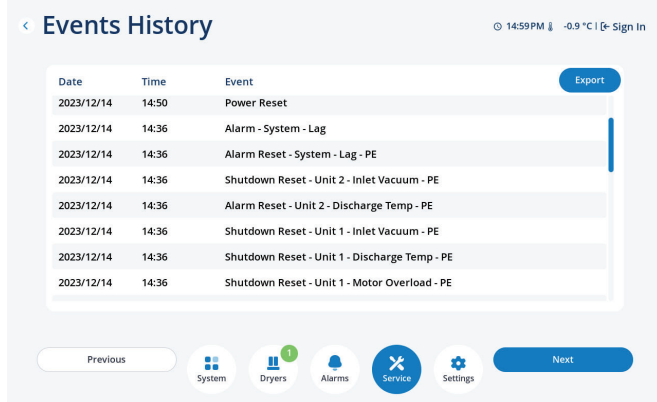 Events History
14:59PM -0.9 °C | Sign In
Date Time Event Export
2023/12/14 14:50 Power Reset
2023/12/14 14:36 Alarm - System - Lag
2023/12/14 14:36 Alarm Reset - System - Lag - PE
2023/12/14 14:36 Shutdown Reset - Unit 2 - Inlet Vacuum - PE
2023/12/14 14:36 Alarm Reset - Unit 2 - Discharge Temp - PE
2023/12/14 14:36 Shutdown Reset - Unit 1 - Inlet Vacuum - PE
2023/12/14 14:36 Shutdown Reset - Unit 1 - Discharge Temp - PE
2023/12/14 14:36 Shutdown Reset - Unit 1 - Motor Overload - PE
1
Previous System Dryers Alarms Service Settings Next